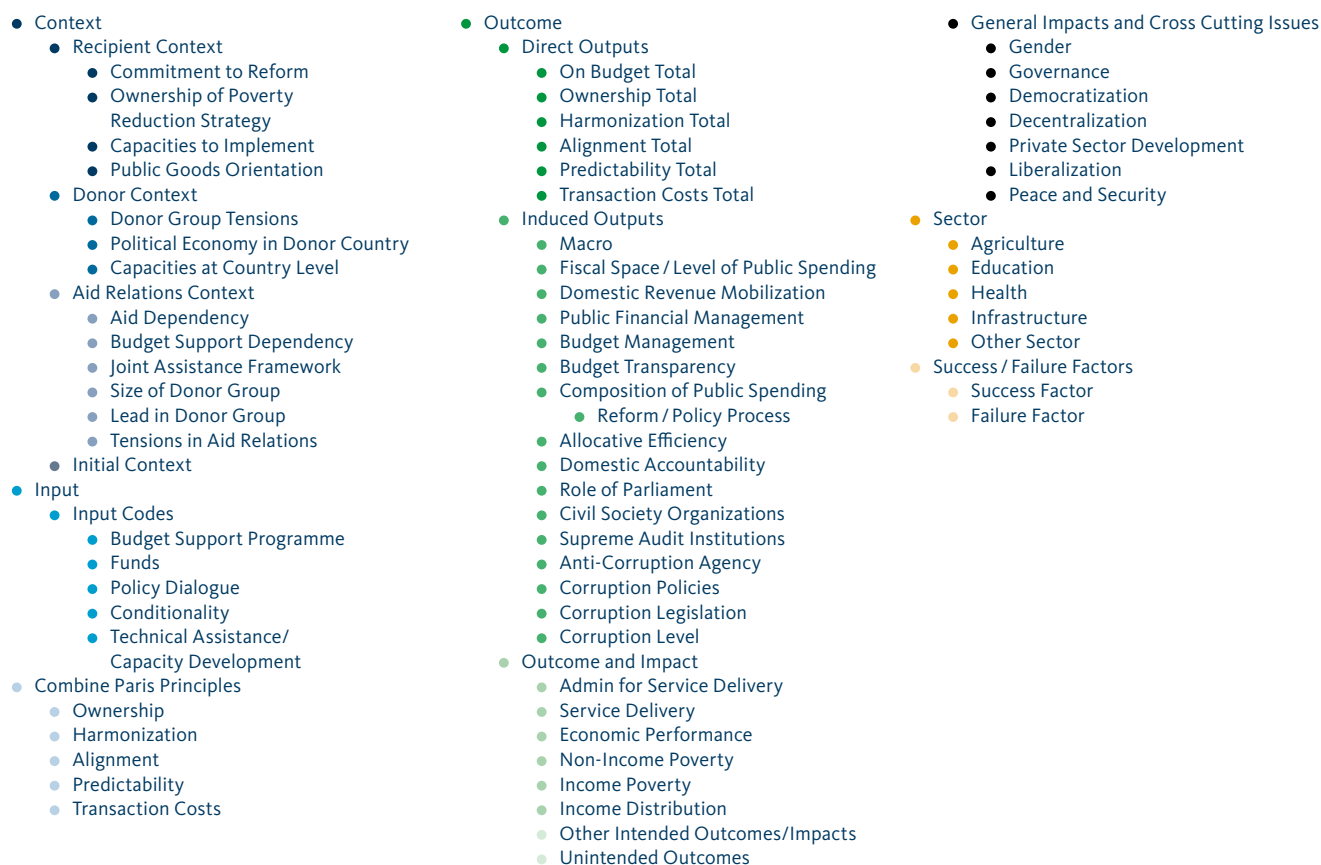 Context
Recipient Context
Commitment to Reform
Ownership of Poverty
Reduction Strategy
Capacities to Implement
Public Goods Orientation
Donor Context
Donor Group Tensions
Political Economy in Donor Country
Capacities at Country Level
Aid Relations Context
Aid Dependency
Budget Support Dependency
Joint Assistance Framework
Size of Donor Group
Lead in Donor Group
Tensions in Aid Relations
Initial Context
Input
Input Codes
Budget Support Programme
Funds
Policy Dialogue
Conditionality
Technical Assistance/
Capacity Development
Combine Paris Principles
Ownership
Harmonization
Alignment
Predictability
Transaction Costs
Outcome
Direct Outputs
On Budget Total
Ownership Total
Harmonization Total
Alignment Total
Predictability Total
Transaction Costs Total
Induced Outputs
Macro
Fiscal Space / Level of Public Spending
Domestic Revenue Mobilization
Public Financial Management
Budget Management
Budget Transparency
Composition of Public Spending
Reform / Policy Process
Allocative Efficiency
Domestic Accountability
Role of Parliament
Civil Society Organizations
Supreme Audit Institutions
Anti-Corruption Agency
Corruption Policies
Corruption Legislation
Corruption Level
Outcome and Impact
Admin for Service Delivery
Service Delivery
Economic Performance
Non-Income Poverty
Income Poverty
Income Distribution
Other Intended Outcomes/Impacts
Unintended Outcomes
General Impacts and Cross Cutting Issues
Gender
Governance
Democratization
Decentralization
Private Sector Development
Liberalization
Peace and Security
Sector
Agriculture
Education
Health
Infrastructure
Other Sector
Success / Failure Factors
Success Factor
Failure Factor